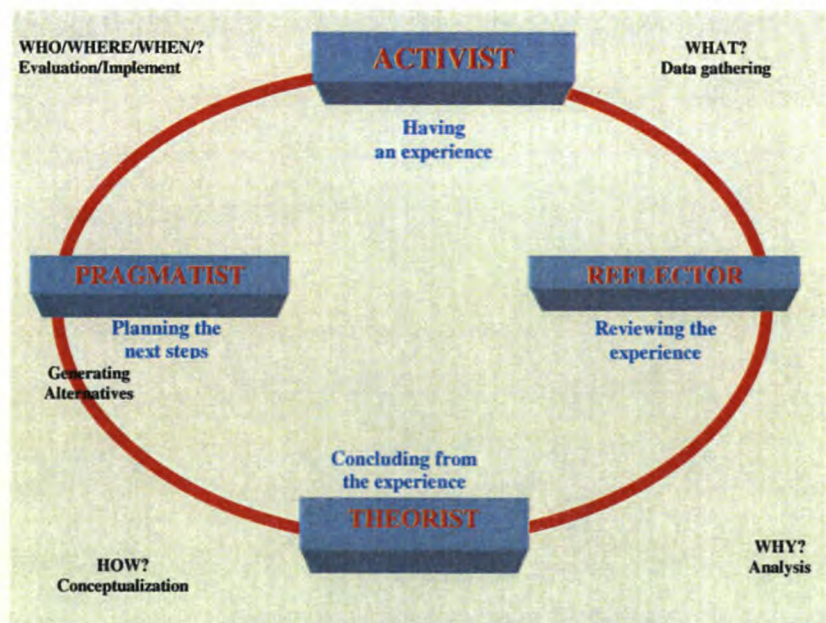 WHO/WHERE/WHEN/?
Evaluation/Implement
ACTIVIST
WHAT?
Data gathering
Having
an experience
PRAGMATIST
REFLECTOR
Planning the
next steps
Reviewing the
experience
Generating
Alternatives
Concluding from
the experience
THEORIST
HOW?
Conceptualization
WHY?
Analysis